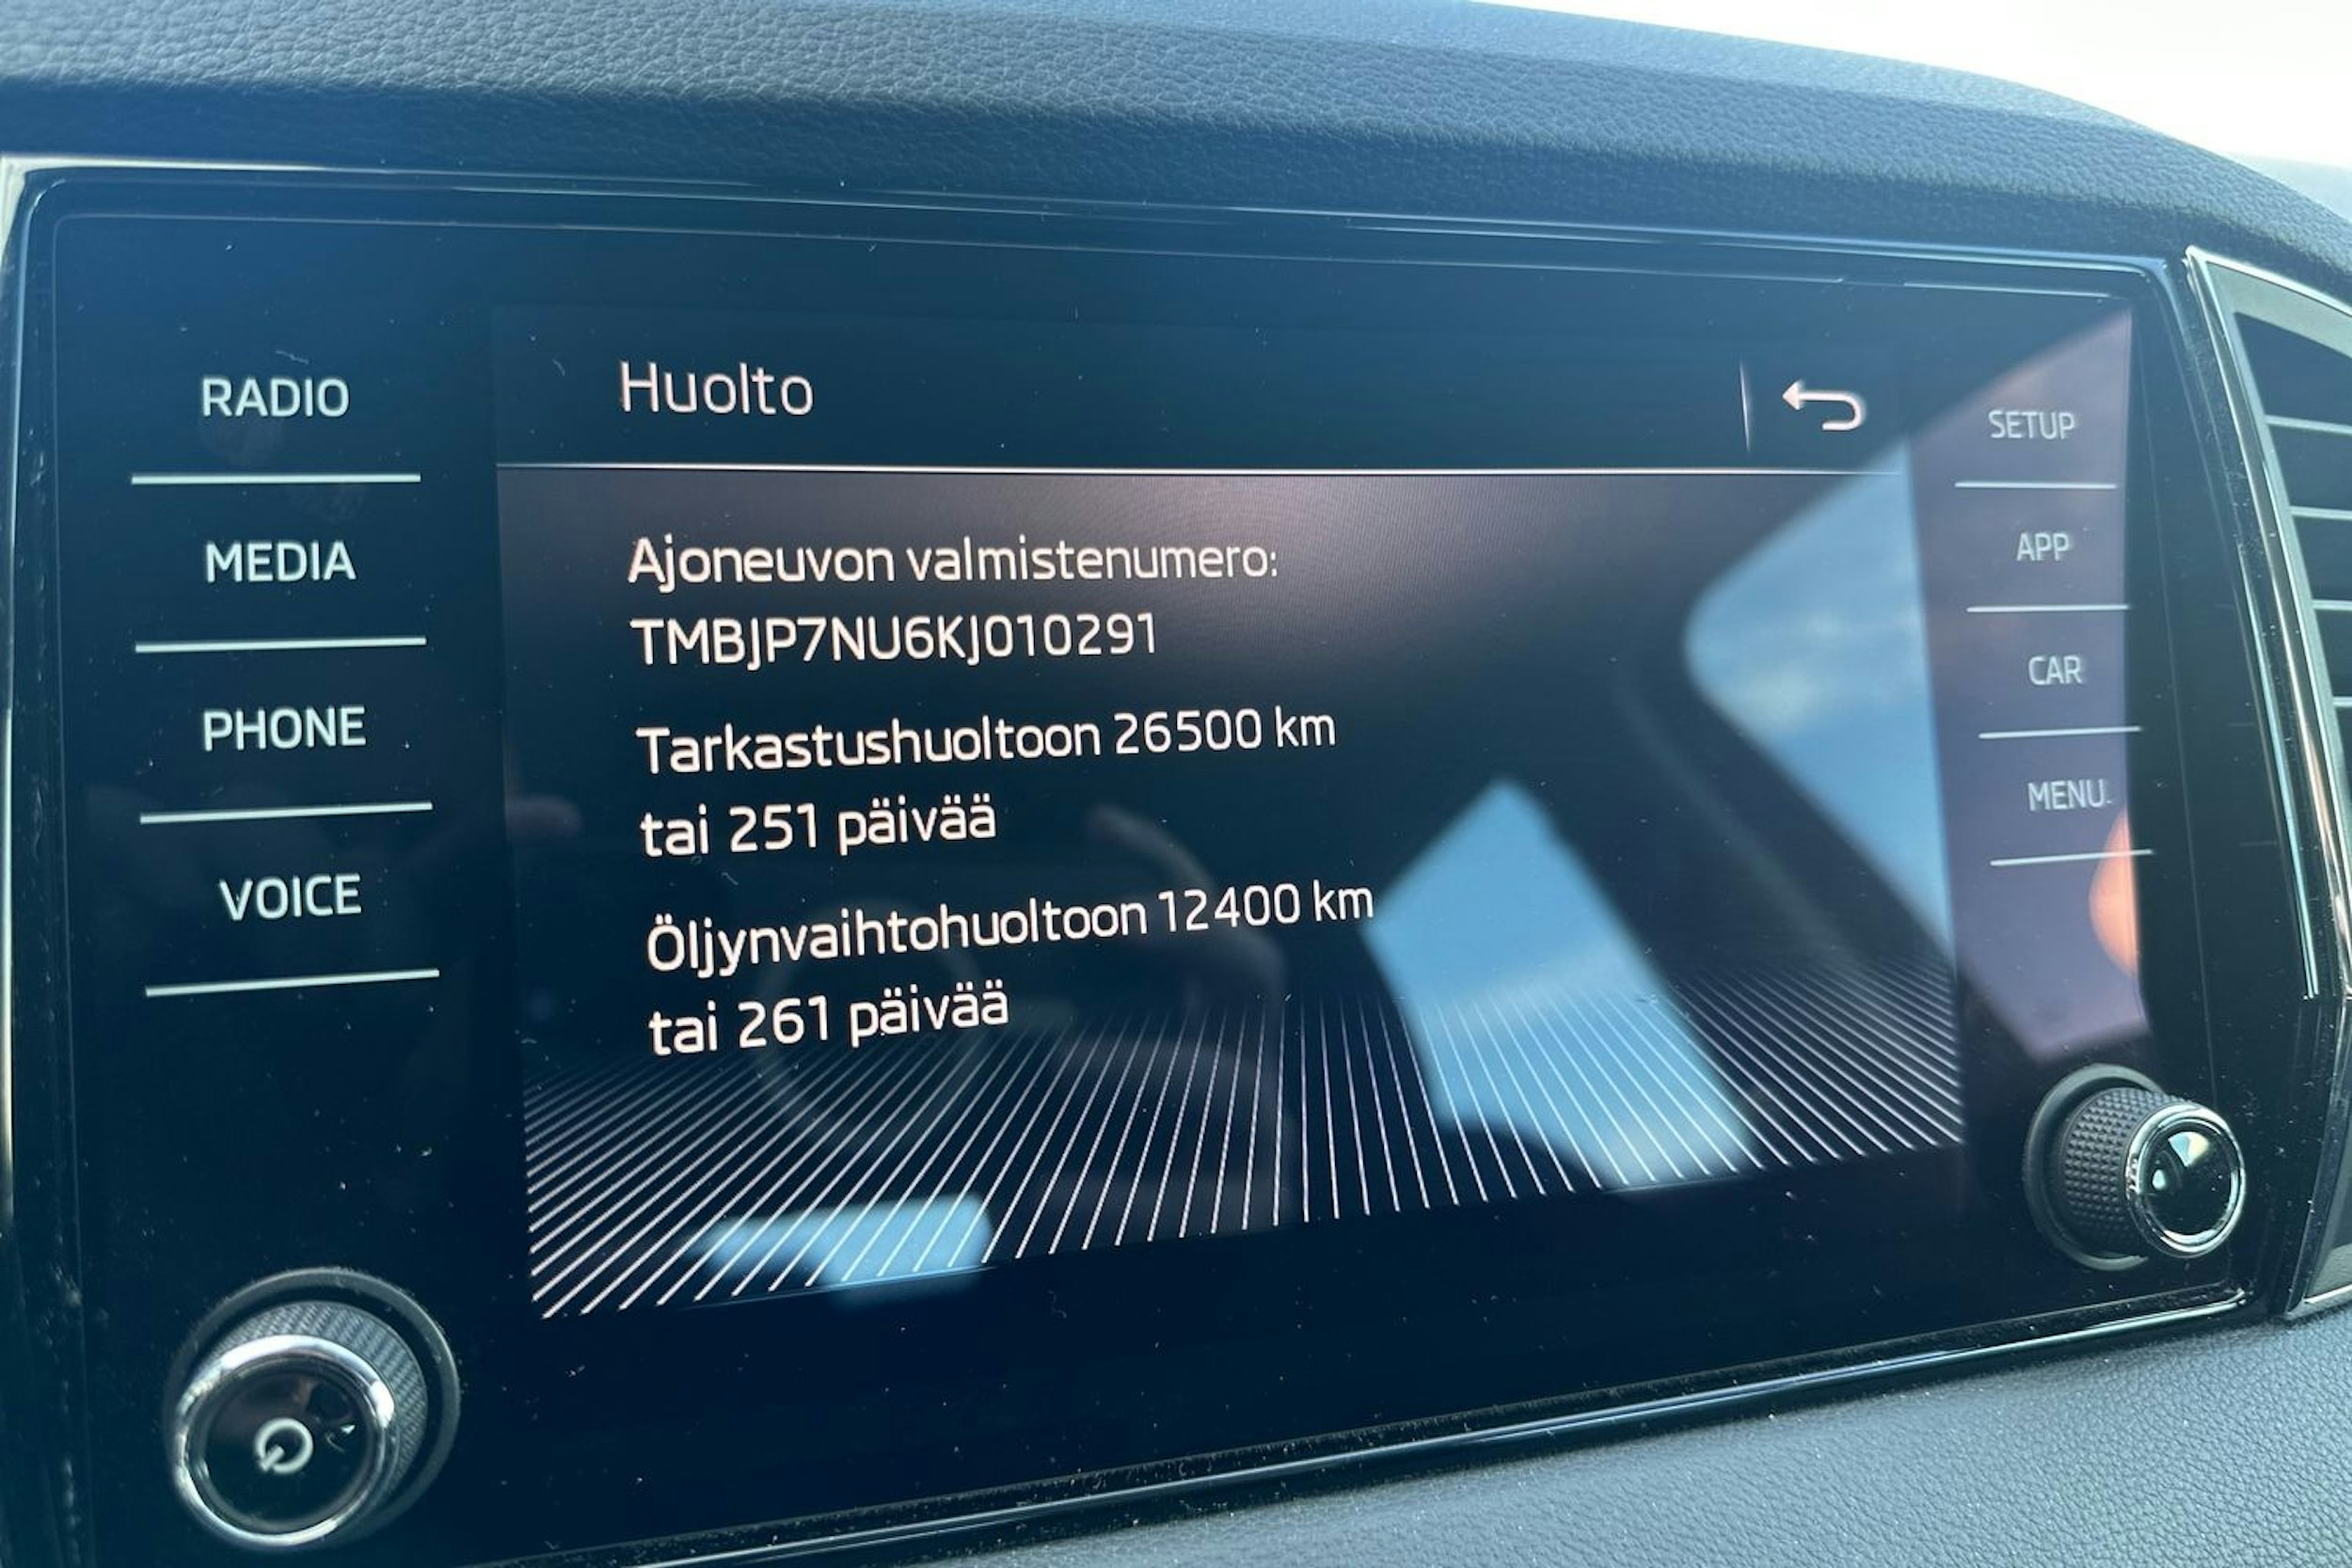 Huolto
RADIO
MEDIA
PHONE
VOICE
Ajoneuvon valmistenumero:
TMBJP7NU6KJ010291
Tarkastushuoltoon 26500 km
tai 251 päivää
Öljynvaihtohuoltoon 12400 km
tai 261 päivää
SETUP
APP
CAR
MENU